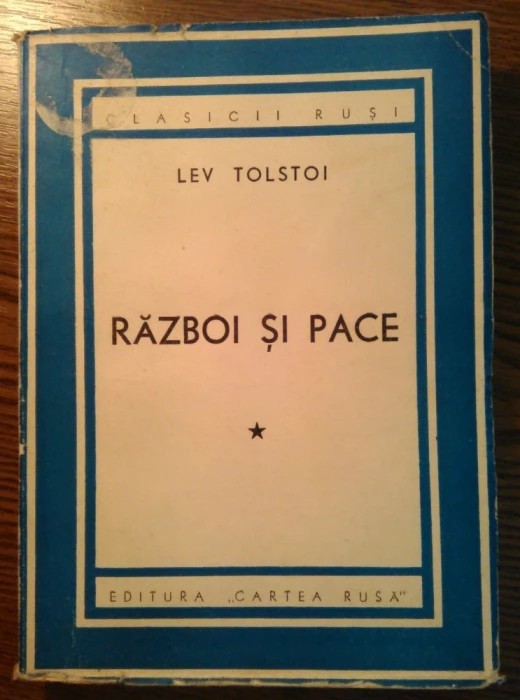 CLASICII RUȘI
LEV TOLSTOI
RĂZBOI ȘI PACE
EDITURA „CARTEA RUSĂ"